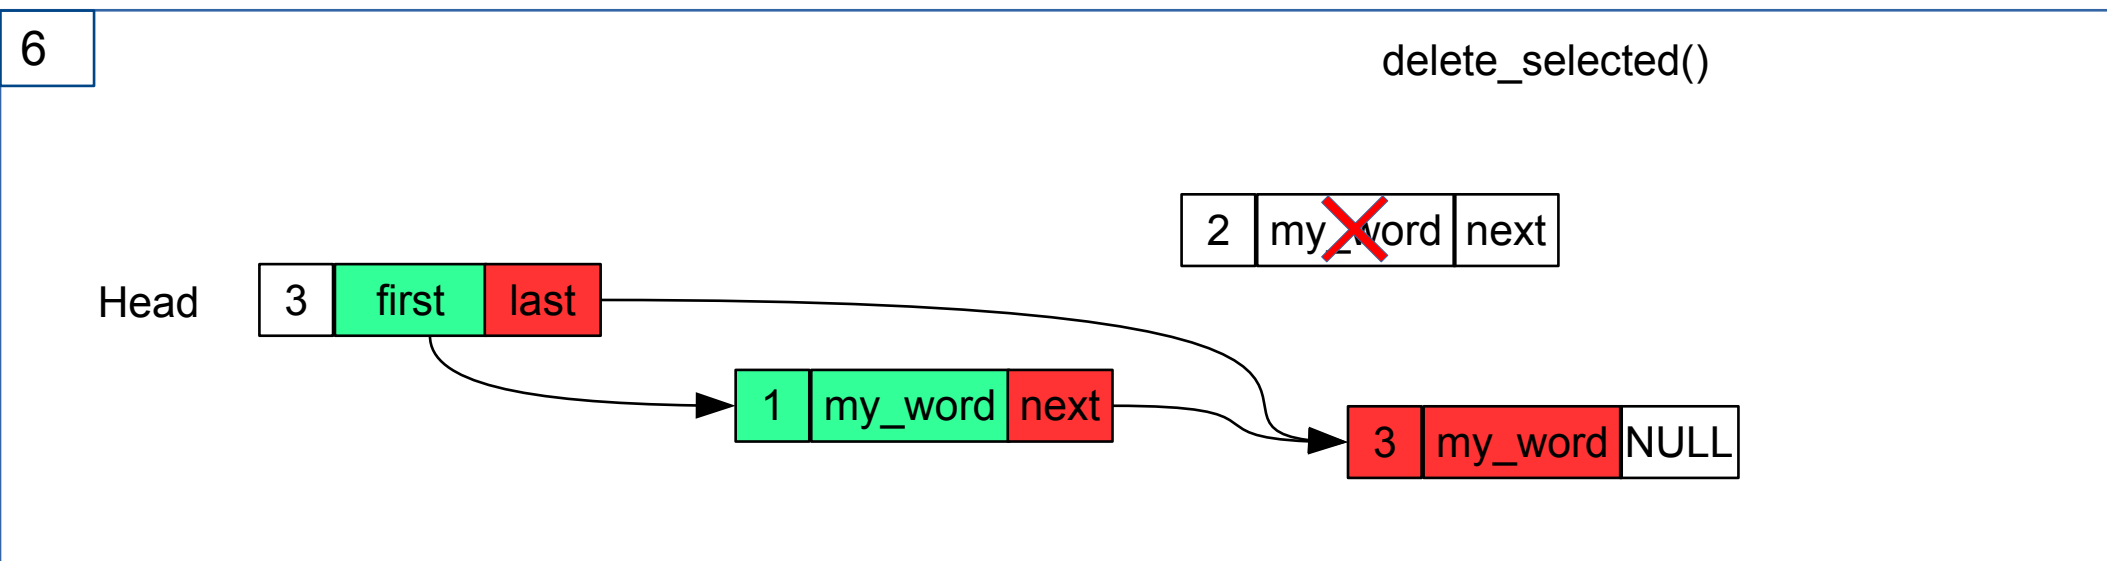 6
delete_selected()
2 my_word next
Head 3 first last
1 my_word next
3 my_word NULL